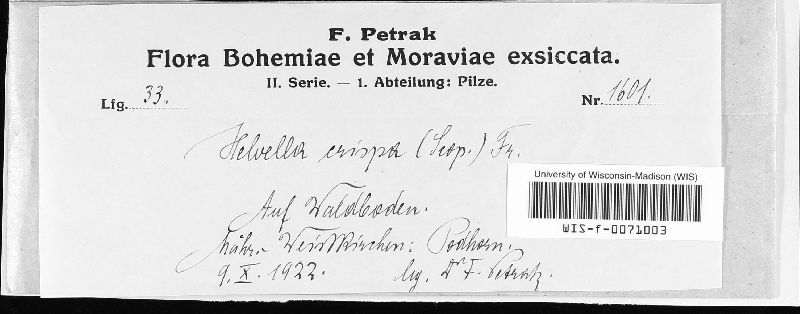 F. Petrak
Flora Bohemiae et Moraviae exsiccata.
II. Serie. — 1. Abteilung: Pilze.
Lfg. 33. Nr. 1601.
Helvella crispa (Scop.) Fr.
University of Wisconsin-Madison (WIS)
WIS-f-0071003
Auf Waldboden.
Mähr.-Weisskirchen: Podhorn.
9. X. 1922. leg. Dr F. Petrak.